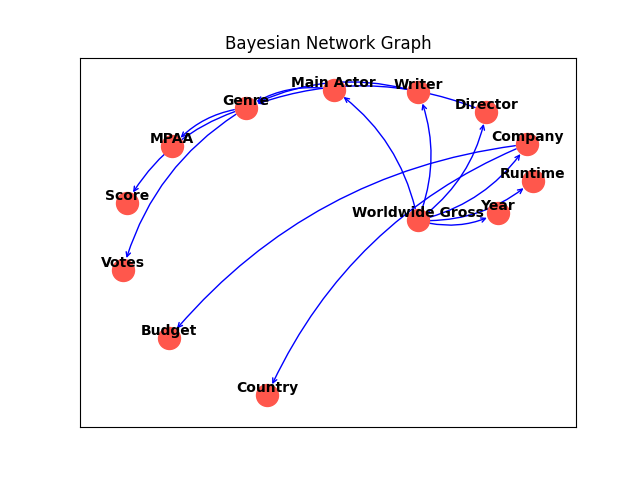 Bayesian Network Graph
Main Actor
Writer
Genre
Director
MPAA
Company
Runtime
Score
Worldwide Gross
Year
Votes
Budget
Country